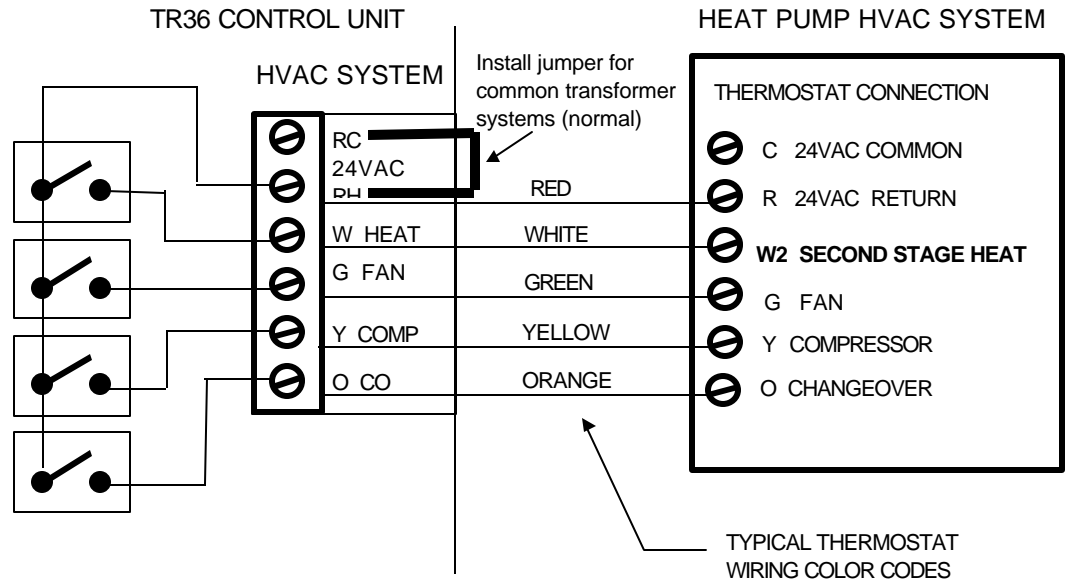 TR36 CONTROL UNIT
HEAT PUMP HVAC SYSTEM
HVAC SYSTEM
Install jumper for
common transformer
systems (normal)
THERMOSTAT CONNECTION
RC
24VAC
RH
W HEAT
G FAN
Y COMP
O CO
RED
WHITE
GREEN
YELLOW
ORANGE
C 24VAC COMMON
R 24VAC RETURN
W2 SECOND STAGE HEAT
G FAN
Y COMPRESSOR
O CHANGEOVER
TYPICAL THERMOSTAT
WIRING COLOR CODES